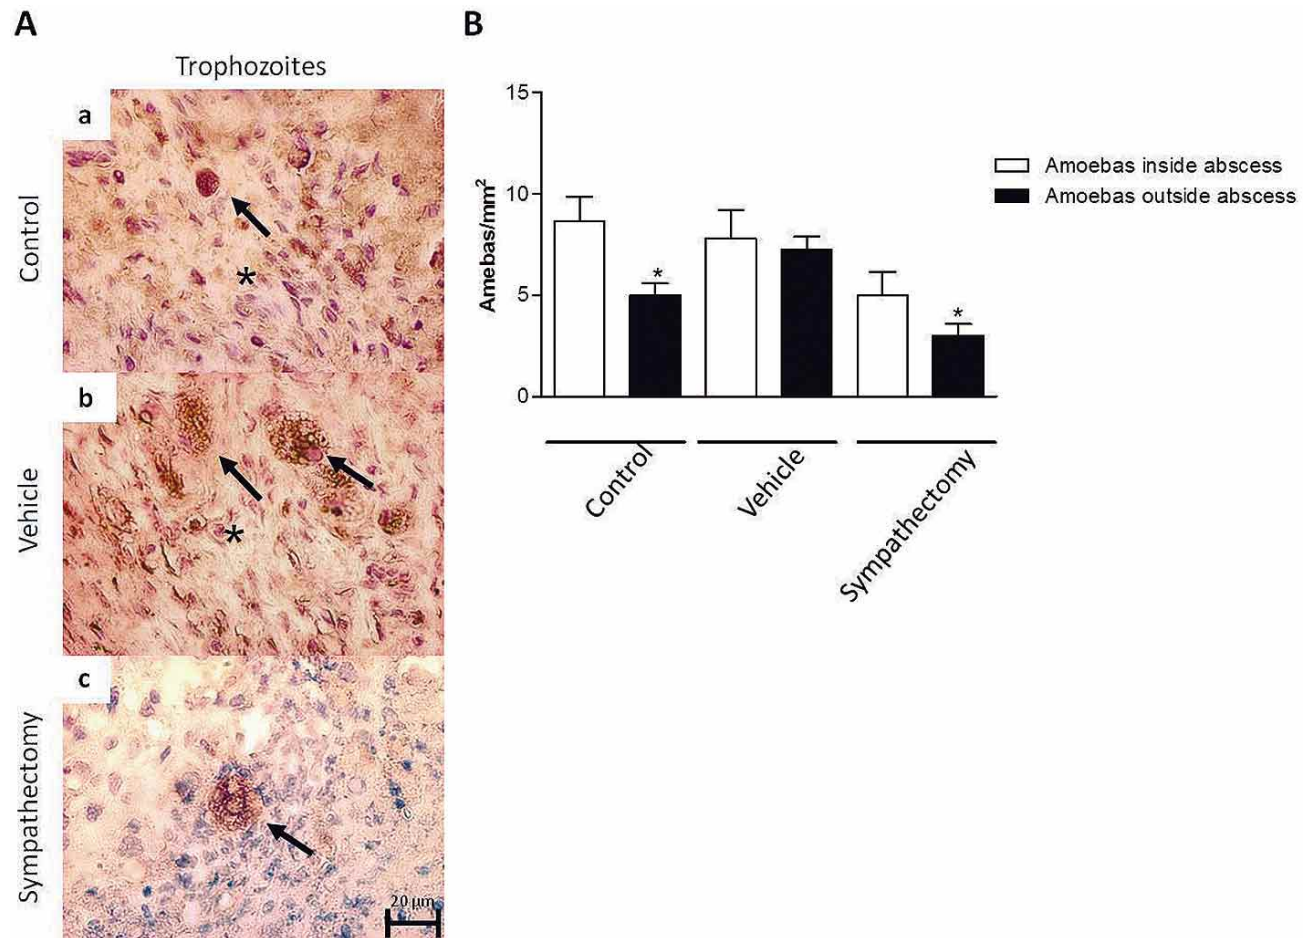 A
Trophozoites
a
Control
*
b
Vehicle
*
c
Sympathectomy
20 μm
B
15
10
5
0
Amebas/mm²
*
*
Control
Vehicle
Sympathectomy
Amoebas inside abscess
Amoebas outside abscess